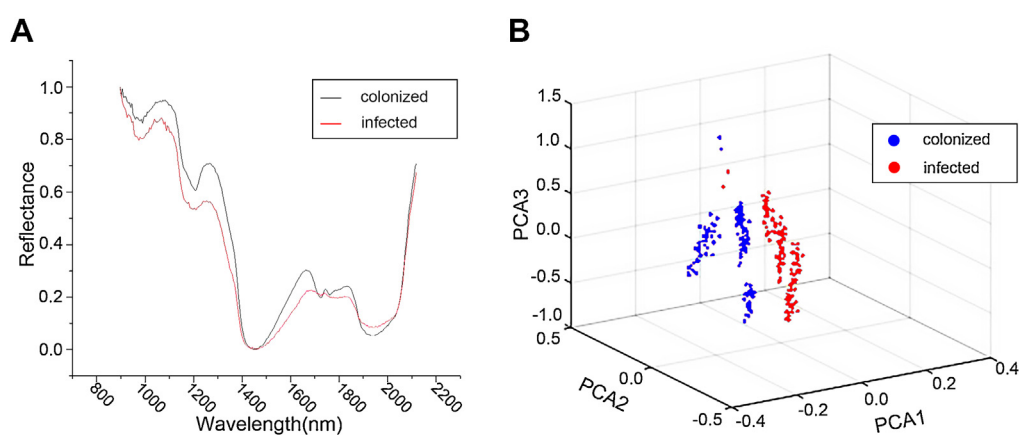 A
B
1.0
0.8
0.6
0.4
0.2
0.0
Reflectance
colonized
infected
800
1000
1200
1400
1600
1800
2000
2200
Wavelength(nm)
1.5
1.0
0.5
0.0
-0.5
-1.0
PCA3
colonized
infected
0.5
0.0
-0.5
PCA2
-0.4
-0.2
0.0
0.2
0.4
PCA1